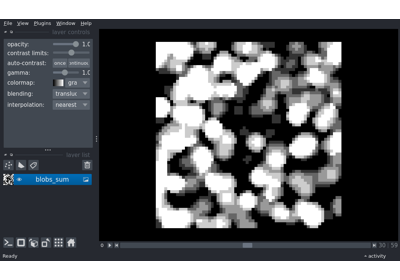 File View Plugins Window Help
layer controls
opacity: 1.0
contrast limits:
auto-contrast: once
gamma: 1.0
colormap: gra
blending: translu
interpolation: nearest
layer list
blobs_sum
0 30 59
Ready activity